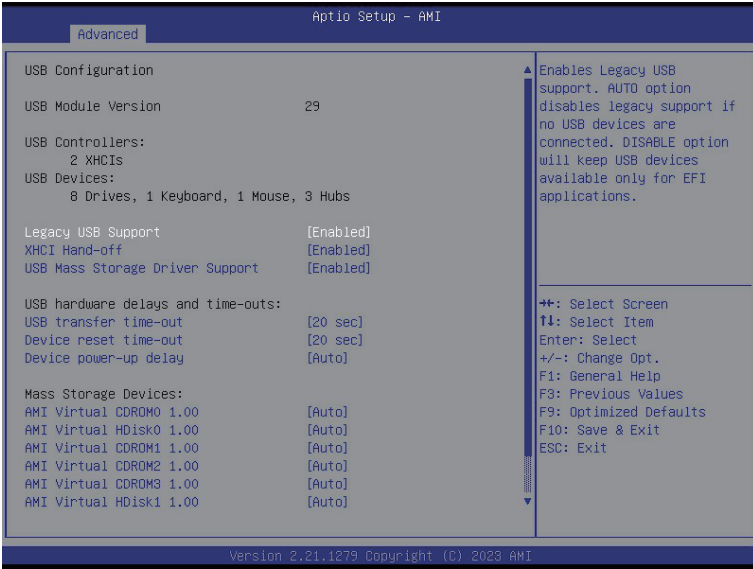 Aptio Setup – AMI
Advanced
USB Configuration
USB Module Version 29
USB Controllers:
2 XHCIs
USB Devices:
8 Drives, 1 Keyboard, 1 Mouse, 3 Hubs
Legacy USB Support [Enabled]
XHCI Hand-off [Enabled]
USB Mass Storage Driver Support [Enabled]
USB hardware delays and time-outs:
USB transfer time-out [20 sec]
Device reset time-out [20 sec]
Device power-up delay [Auto]
Mass Storage Devices:
AMI Virtual CDROM0 1.00 [Auto]
AMI Virtual HDisk0 1.00 [Auto]
AMI Virtual CDROM1 1.00 [Auto]
AMI Virtual CDROM2 1.00 [Auto]
AMI Virtual CDROM3 1.00 [Auto]
AMI Virtual HDisk1 1.00 [Auto]
Enables Legacy USB
support. AUTO option
disables legacy support if
no USB devices are
connected. DISABLE option
will keep USB devices
available only for EFI
applications.
→←: Select Screen
↑↓: Select Item
Enter: Select
+/-: Change Opt.
F1: General Help
F3: Previous Values
F9: Optimized Defaults
F10: Save & Exit
ESC: Exit
Version 2.21.1279 Copyright (C) 2023 AMI